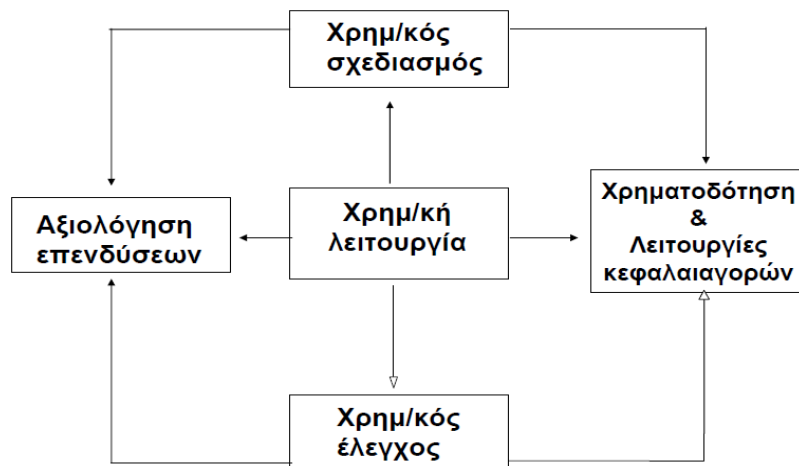 Χρημ/κός
σχεδιασμός
Αξιολόγηση
επενδύσεων
Χρημ/κή
λειτουργία
Χρηματοδότηση
&
Λειτουργίες
κεφαλαιαγορών
Χρημ/κός
έλεγχος